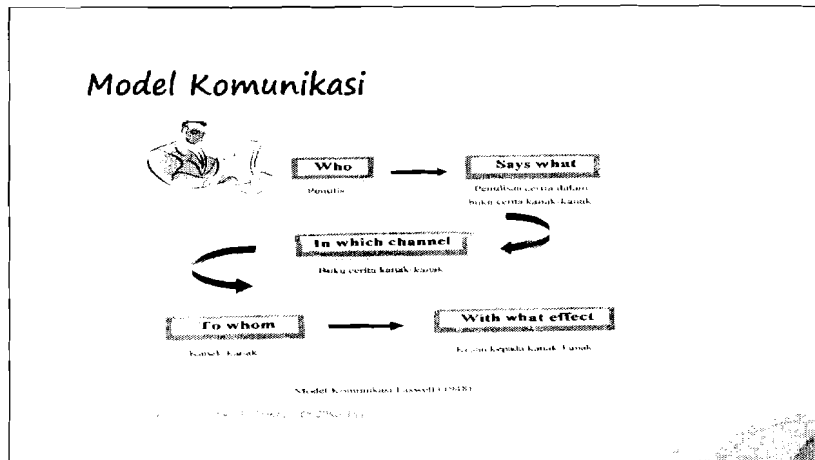 Model Komunikasi
Who
Penulis
Says what
Penulisan cerita dalam
buku cerita kanak-kanak
In which channel
Buku cerita kanak-kanak
To whom
Kanak-kanak
With what effect
Kesan kepada kanak-kanak
Model Komunikasi Laswell (1948)